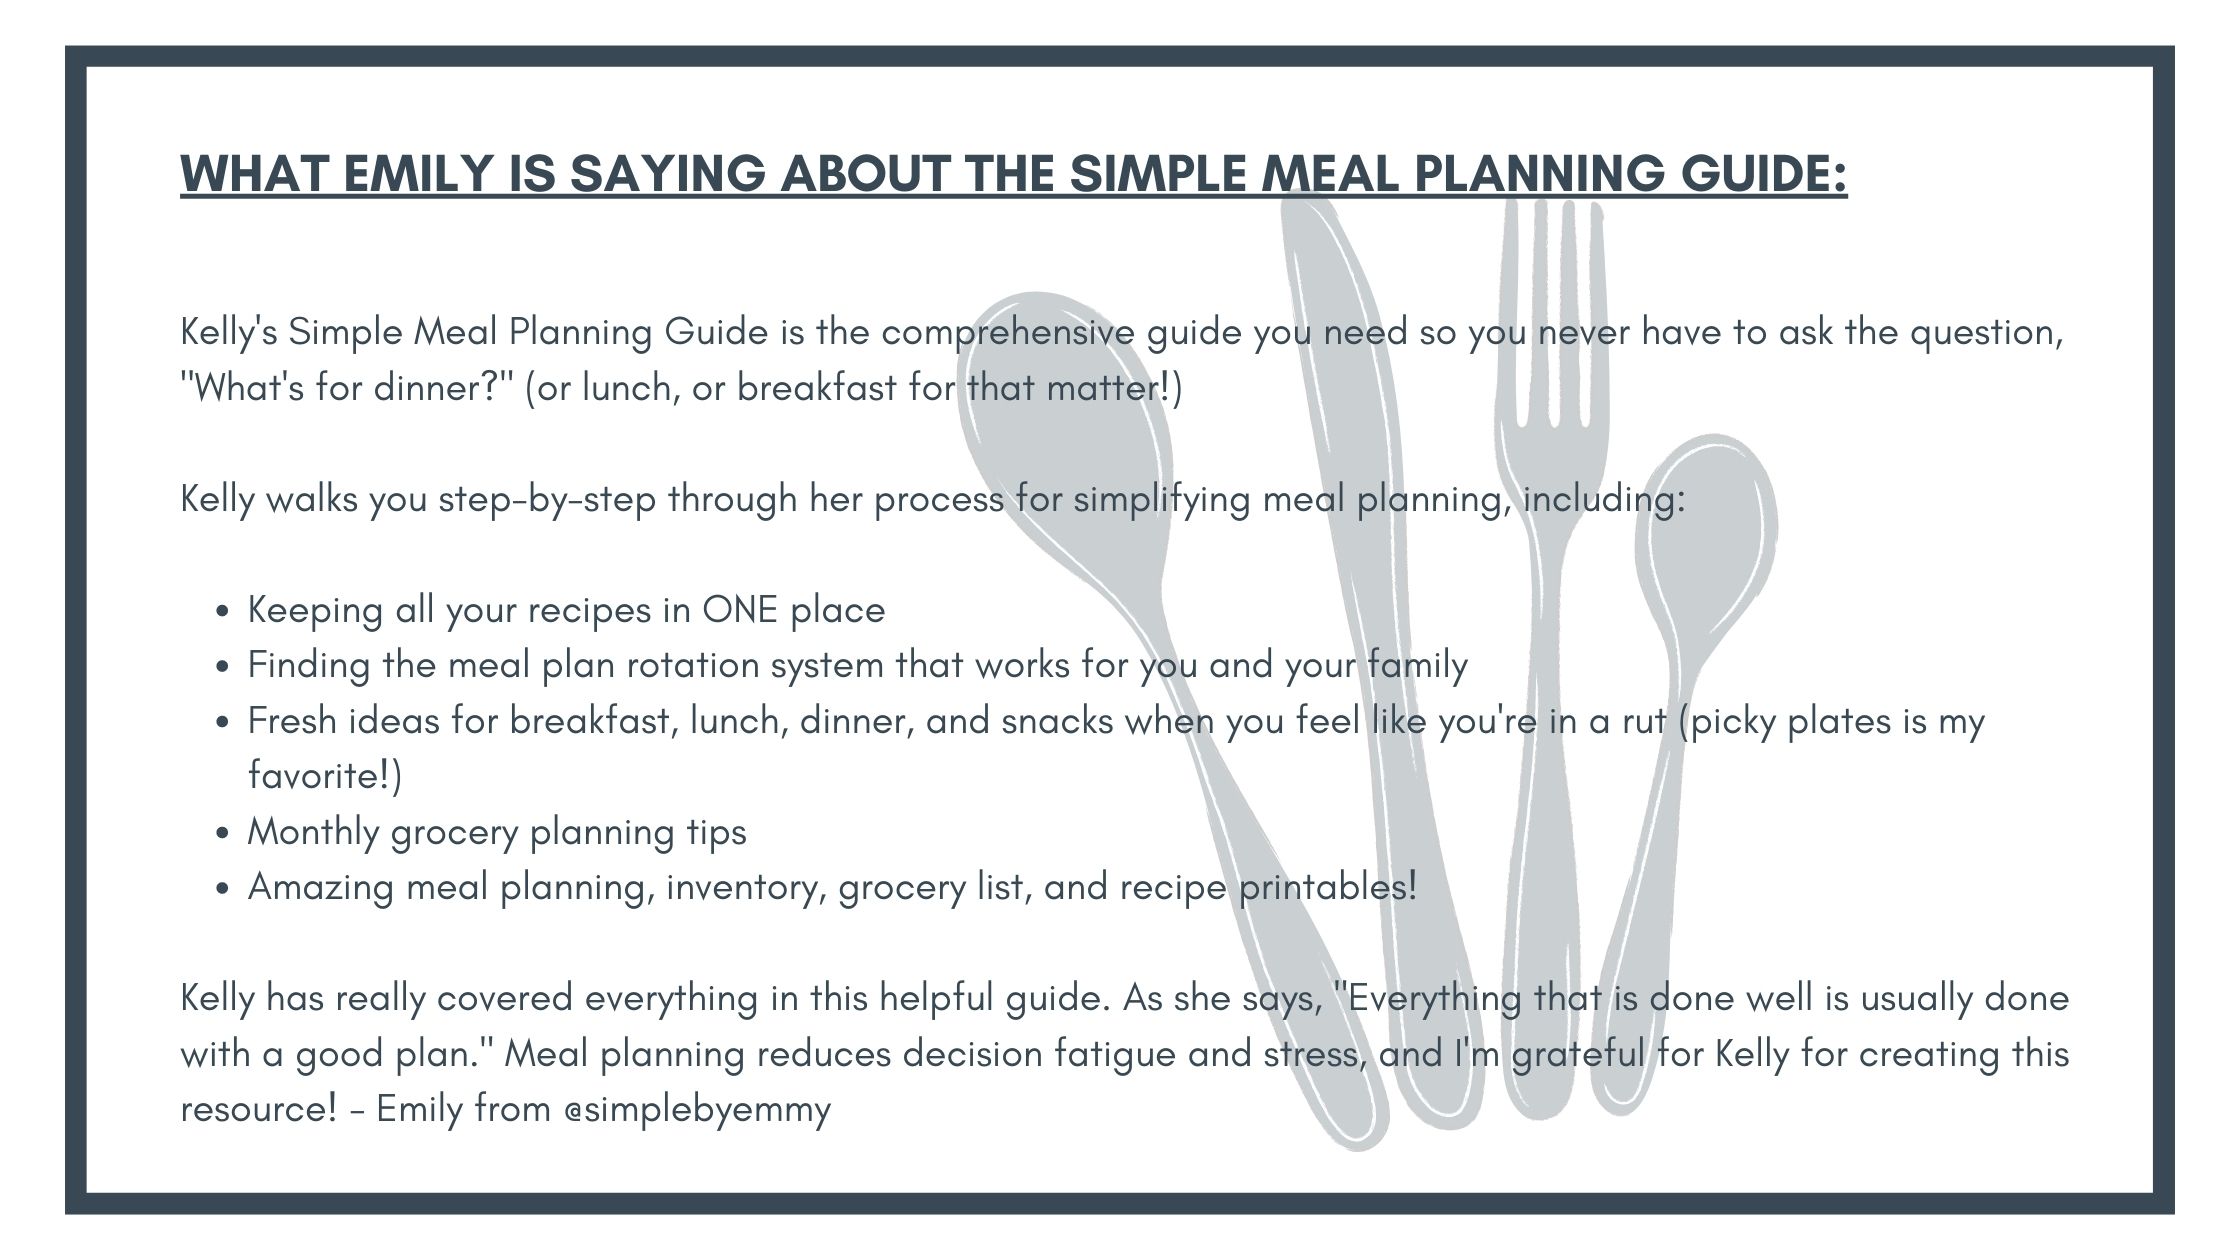 WHAT EMILY IS SAYING ABOUT THE SIMPLE MEAL PLANNING GUIDE:
Kelly's Simple Meal Planning Guide is the comprehensive guide you need so you never have to ask the question,
"What's for dinner?" (or lunch, or breakfast for that matter!)
Kelly walks you step-by-step through her process for simplifying meal planning, including:
• Keeping all your recipes in ONE place
• Finding the meal plan rotation system that works for you and your family
• Fresh ideas for breakfast, lunch, dinner, and snacks when you feel like you're in a rut (picky plates is my
favorite!)
• Monthly grocery planning tips
• Amazing meal planning, inventory, grocery list, and recipe printables!
Kelly has really covered everything in this helpful guide. As she says, "Everything that is done well is usually done
with a good plan." Meal planning reduces decision fatigue and stress, and I'm grateful for Kelly for creating this
resource! - Emily from @simplebyemmy